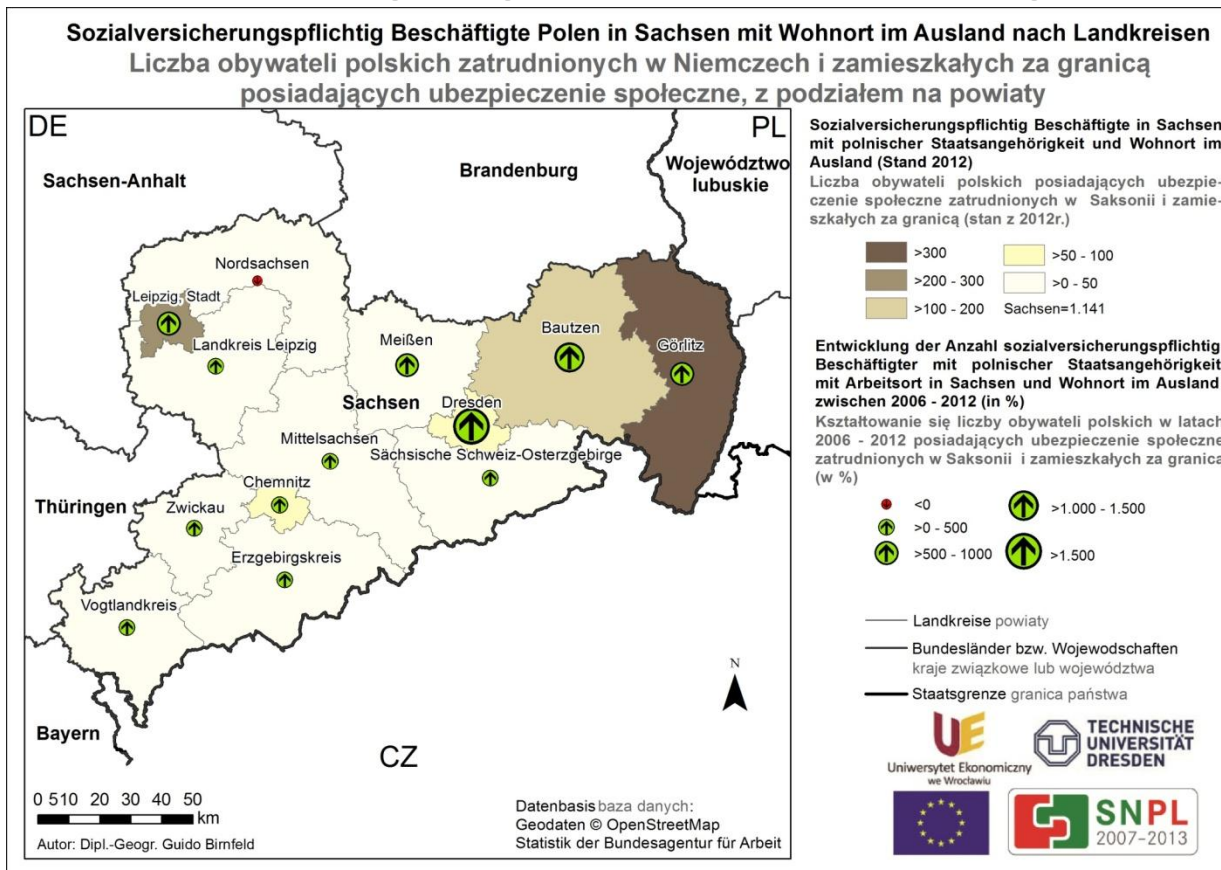 Sozialversicherungspflichtig Beschäftigte Polen in Sachsen mit Wohnort im Ausland nach Landkreisen
Liczba obywateli polskich zatrudnionych w Niemczech i zamieszkałych za granicą
posiadających ubezpieczenie społeczne, z podziałem na powiaty
DE
PL
Sachsen-Anhalt
Brandenburg
Województwo
lubuskie
Nordsachsen
Leipzig, Stadt
Landkreis Leipzig
Meißen
Bautzen
Görlitz
Sachsen
Dresden
Mittelsachsen
Sächsische Schweiz-Osterzgebirge
Chemnitz
Thüringen
Zwickau
Erzgebirgskreis
Vogtlandkreis
Bayern
CZ
N
0 510 20 30 40 50
km
Autor: Dipl.-Geogr. Guido Birnfeld
Datenbasis baza danych:
Geodaten © OpenStreetMap
Statistik der Bundesagentur für Arbeit
Sozialversicherungspflichtig Beschäftigte in Sachsen
mit polnischer Staatsangehörigkeit und Wohnort im
Ausland (Stand 2012)
Liczba obywateli polskich posiadających ubezpie-
czenie społeczne zatrudnionych w Saksonii i zamie-
szkałych za granicą (stan z 2012r.)
>300
>50 - 100
>200 - 300
>0 - 50
>100 - 200
Sachsen=1.141
Entwicklung der Anzahl sozialversicherungspflichtig
Beschäftigter mit polnischer Staatsangehörigkeit
mit Arbeitsort in Sachsen und Wohnort im Ausland
zwischen 2006 - 2012 (in %)
Kształtowanie się liczby obywateli polskich w latach
2006 - 2012 posiadających ubezpieczenie społeczne
zatrudnionych w Saksonii i zamieszkałych za granicą
(w %)
<0
>1.000 - 1.500
>0 - 500
>500 - 1000
>1.500
Landkreise powiaty
Bundesländer bzw. Wojewodschaften
kraje związkowe lub województwa
Staatsgrenze granica państwa
UE
Uniwersytet Ekonomiczny
we Wrocławiu
TECHNISCHE
UNIVERSITÄT
DRESDEN
SNPL
2007-2013